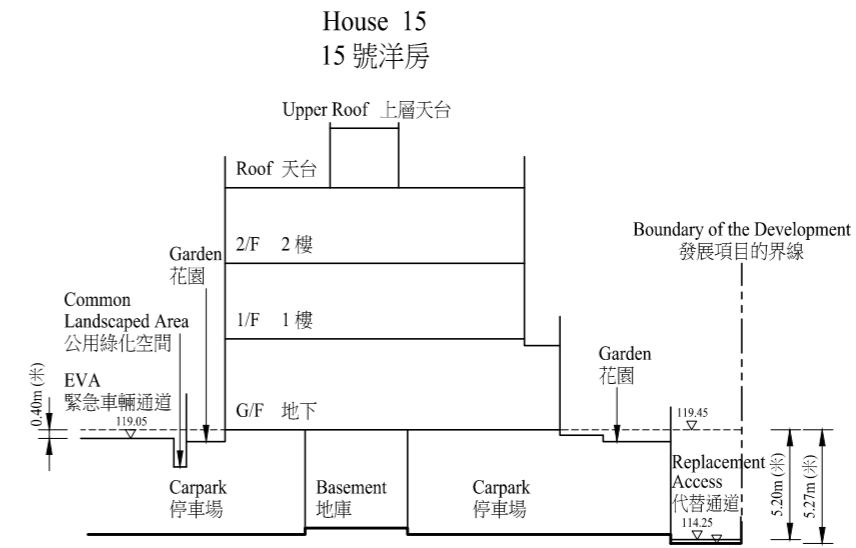 House 15
15 號洋房
Upper Roof 上層天台
Roof 天台
2/F 2 樓
Boundary of the Development
發展項目的界線
Garden
花園
Common
Landscaped Area
公用綠化空間
1/F 1 樓
Garden
花園
EVA
緊急車輛通道
119.05
0.40m (米)
G/F 地下
119.45
Carpark
停車場
Basement
地庫
Carpark
停車場
Replacement
Access
代替通道
114.25
5.20m (米)
5.27m (米)